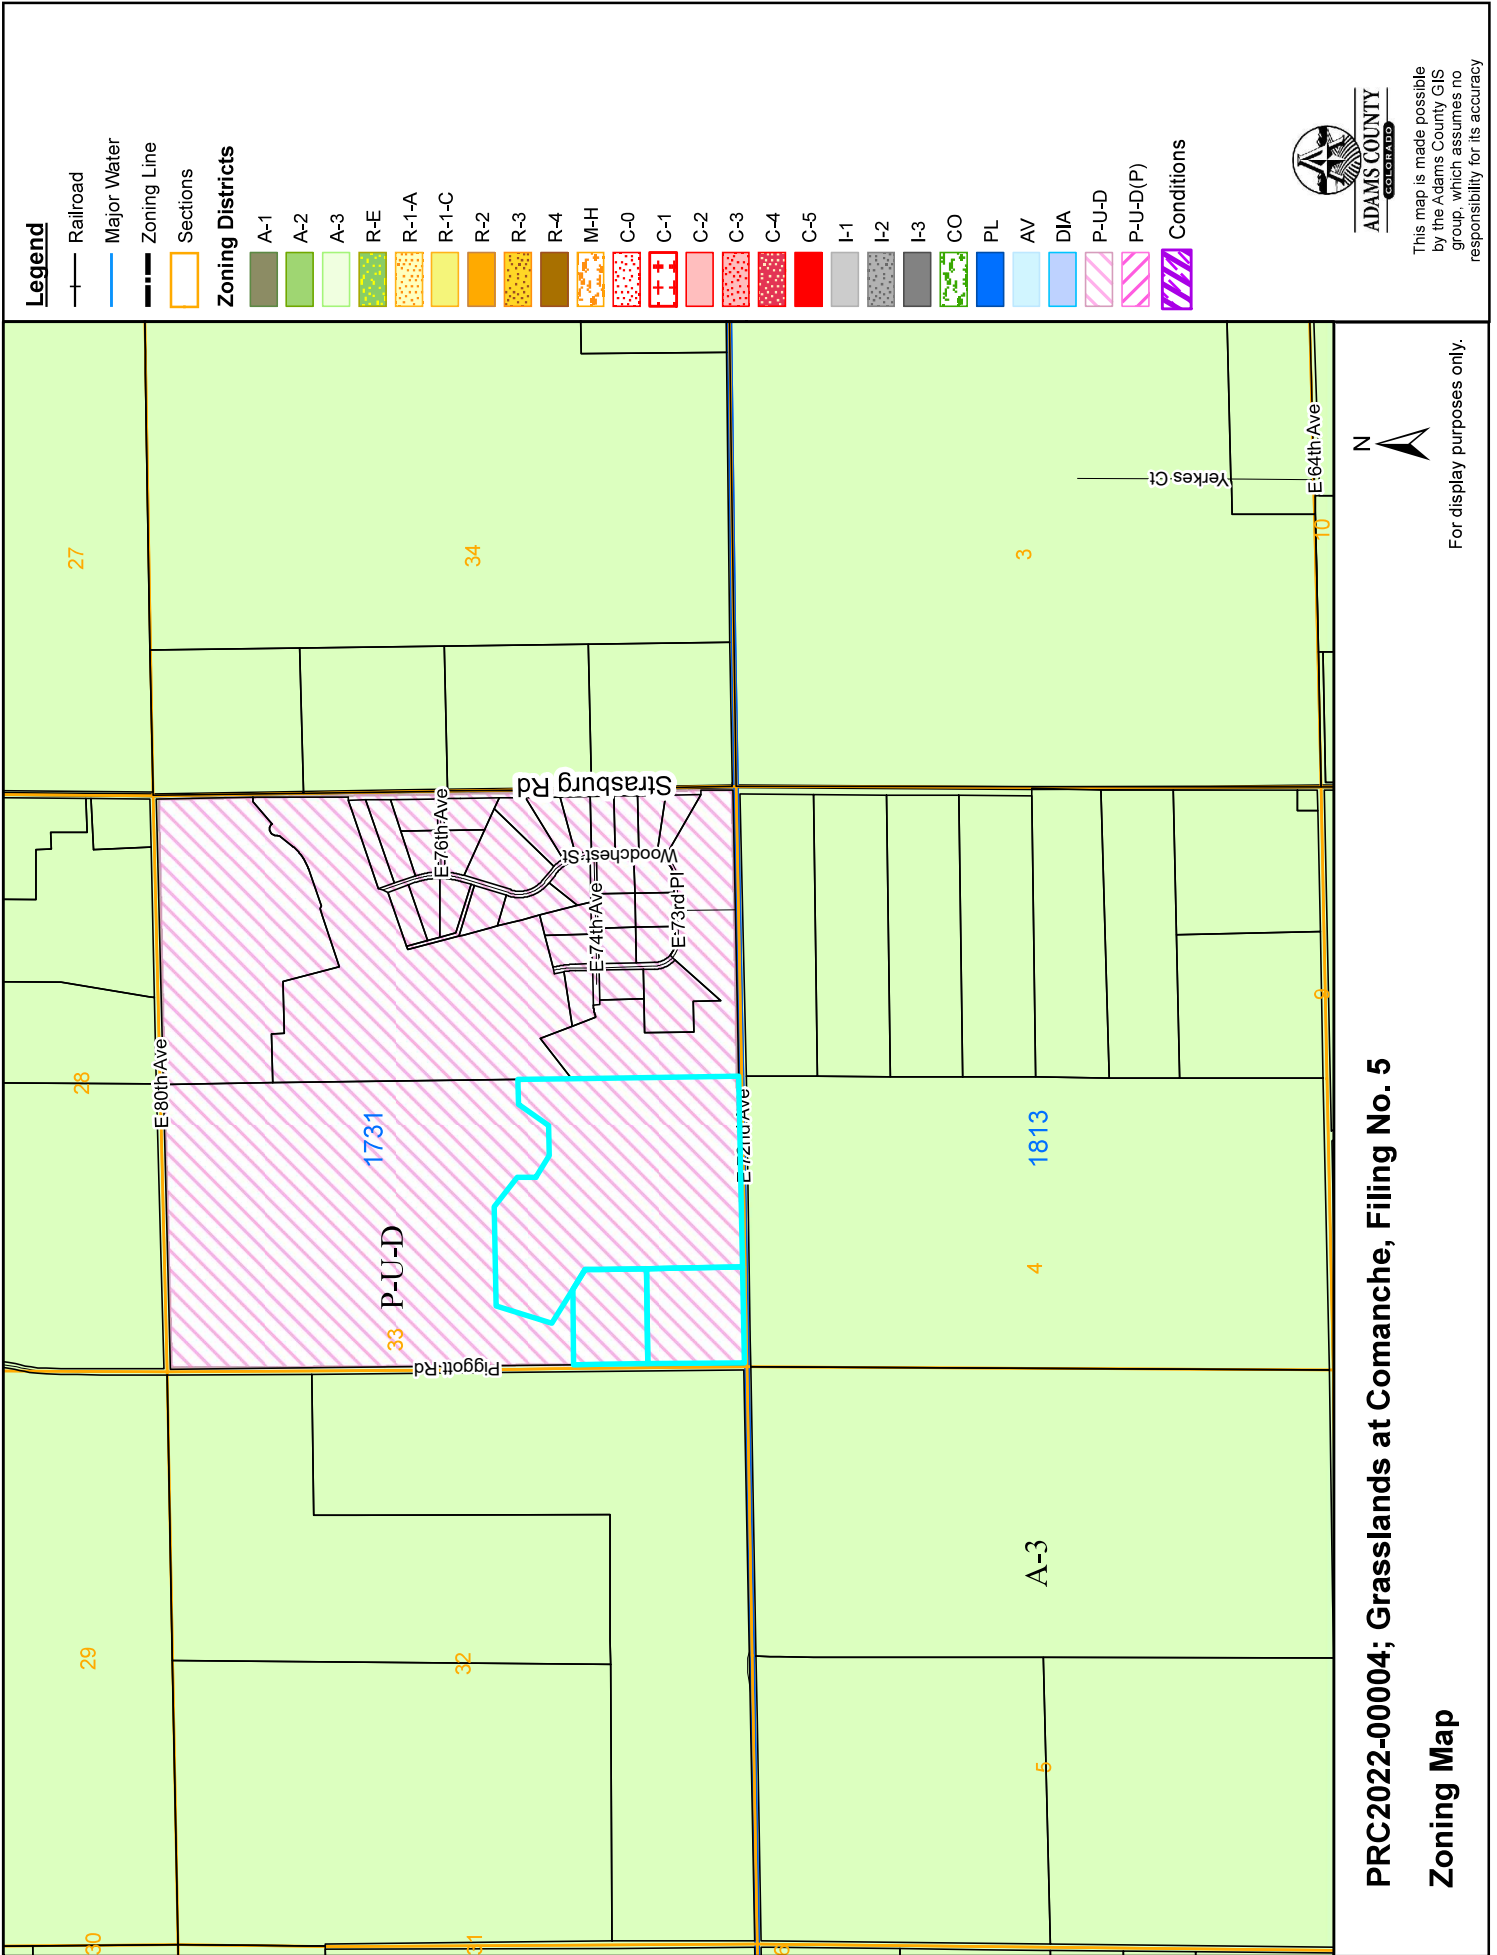 Legend
Railroad
Major Water
Zoning Line
Sections
Zoning Districts
A-1
A-2
A-3
R-E
R-1-A
R-1-C
R-2
R-3
R-4
M-H
C-0
C-1
C-2
C-3
C-4
C-5
I-1
I-2
I-3
CO
PL
AV
DIA
P-U-D
P-U-D(P)
Conditions
ADAMS COUNTY
COLORADO
This map is made possible
by the Adams County GIS
group, which assumes no
responsibility for its accuracy
30
29
28
27
E 80th Ave
31
32
33
34
P-U-D
1731
Piggott Rd
E 76th Ave
Strasburg Rd
Woodchest St
E 74th Ave
E 73rd Pl
E 72nd Ave
6
5
4
3
A-3
1813
Yerkes Ct
9
10
E 64th Ave
PRC2022-00004; Grasslands at Comanche, Filing No. 5
Zoning Map
N
For display purposes only.